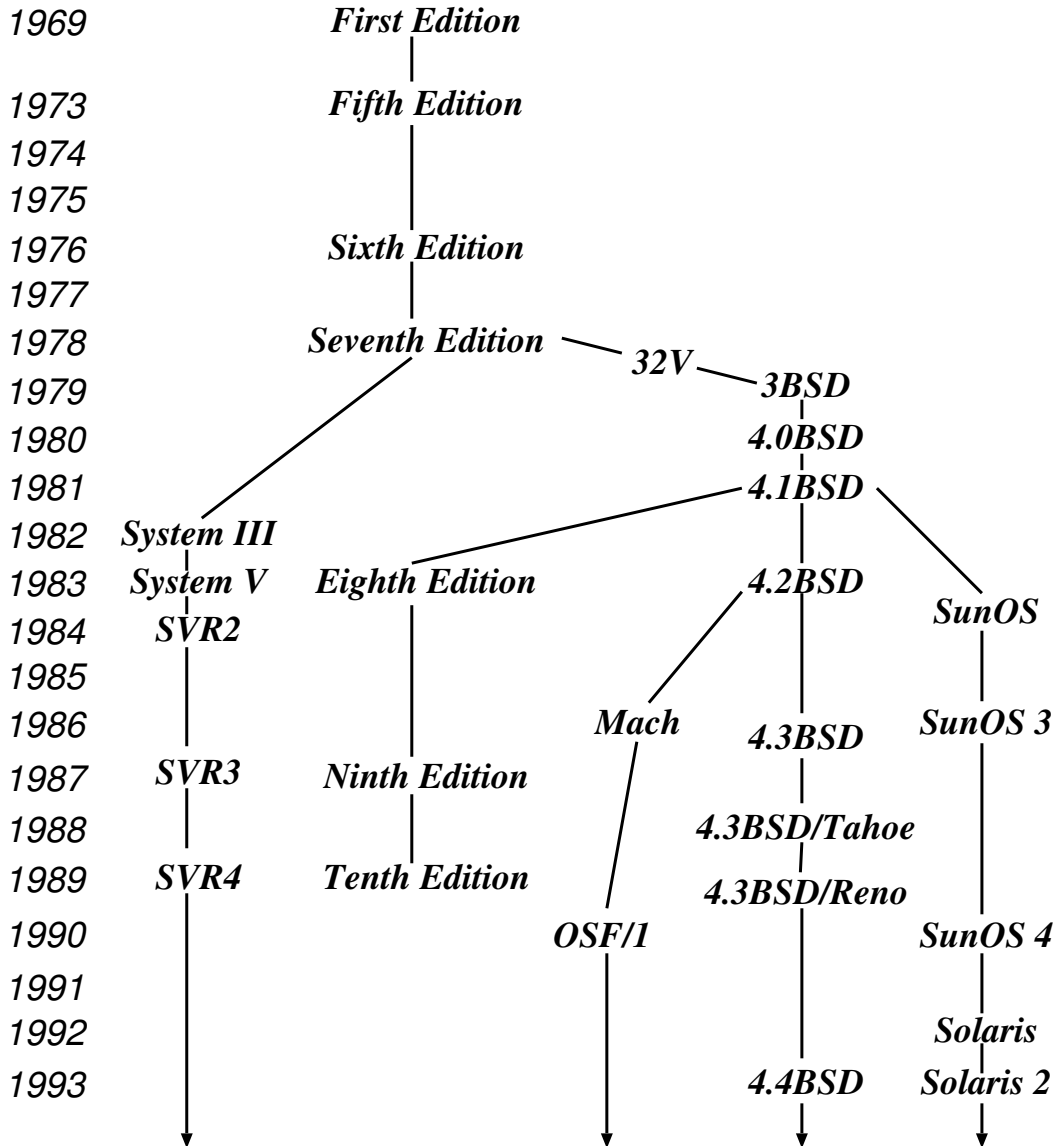 1969 First Edition
1973 Fifth Edition
1974
1975
1976 Sixth Edition
1977
1978 Seventh Edition
32V
1979 3BSD
1980 4.0BSD
1981 4.1BSD
1982 System III
1983 System V Eighth Edition 4.2BSD
SunOS
1984 SVR2
1985
1986 Mach 4.3BSD SunOS 3
1987 SVR3 Ninth Edition
1988 4.3BSD/Tahoe
1989 SVR4 Tenth Edition 4.3BSD/Reno
1990 OSF/1 SunOS 4
1991
1992 Solaris
1993 4.4BSD Solaris 2